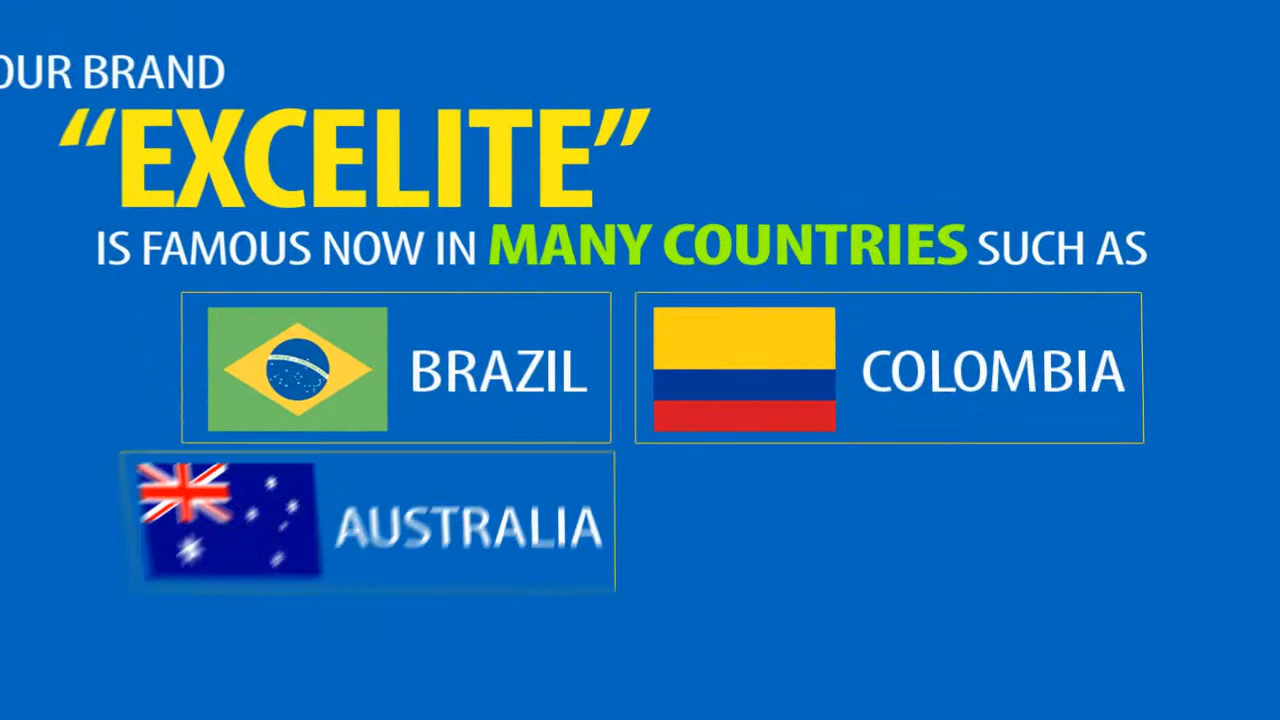 OUR BRAND
“EXCELITE”
IS FAMOUS NOW IN MANY COUNTRIES SUCH AS
BRAZIL
COLOMBIA
AUSTRALIA